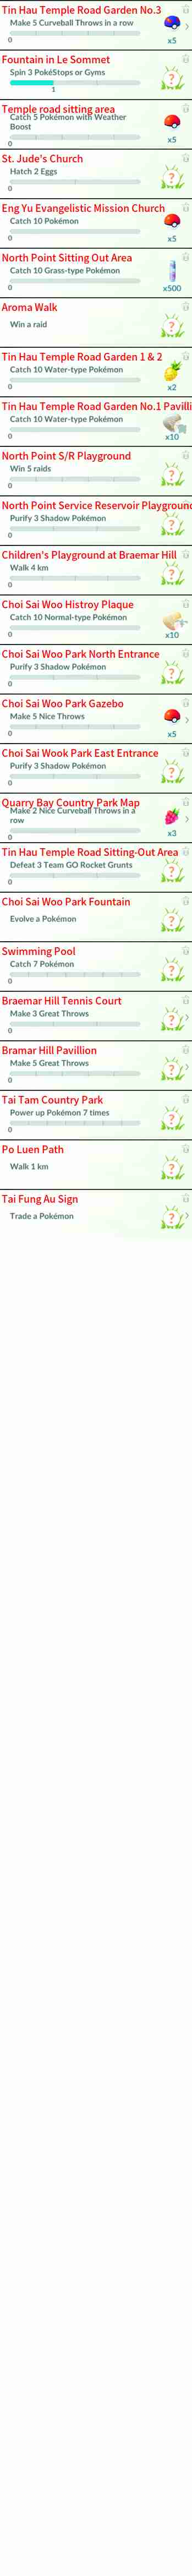 Tin Hau Temple Road Garden No.3
Make 5 Curveball Throws in a row
0
x5
Fountain in Le Sommet
Spin 3 PokéStops or Gyms
?
1
Temple road sitting area
Catch 5 Pokémon with Weather
Boost
0
x5
St. Jude's Church
Hatch 2 Eggs
?
0
Eng Yu Evangelistic Mission Church
Catch 10 Pokémon
0
x5
North Point Sitting Out Area
Catch 10 Grass-type Pokémon
0
x500
Aroma Walk
Win a raid
?
Tin Hau Temple Road Garden 1 & 2
Catch 10 Water-type Pokémon
0
x2
Tin Hau Temple Road Garden No.1 Pavilli
Catch 10 Water-type Pokémon
0
x10
North Point S/R Playground
Win 5 raids
?
0
North Point Service Reservoir Playground
Purify 3 Shadow Pokémon
?
0
Children's Playground at Braemar Hill
Walk 4 km
?
0
Choi Sai Woo Histroy Plaque
Catch 10 Normal-type Pokémon
0
x10
Choi Sai Woo Park North Entrance
Purify 3 Shadow Pokémon
?
0
Choi Sai Woo Park Gazebo
Make 5 Nice Throws
0
x5
Choi Sai Wook Park East Entrance
Purify 3 Shadow Pokémon
?
0
Quarry Bay Country Park Map
Make 2 Nice Curveball Throws in a
row
0
x3
Tin Hau Temple Road Sitting-Out Area
Defeat 3 Team GO Rocket Grunts
?
0
Choi Sai Woo Park Fountain
Evolve a Pokémon
?
Swimming Pool
Catch 7 Pokémon
?
0
Braemar Hill Tennis Court
Make 3 Great Throws
?
0
Bramar Hill Pavillion
Make 5 Great Throws
?
0
Tai Tam Country Park
Power up Pokémon 7 times
?
0
Po Luen Path
Walk 1 km
?
Tai Fung Au Sign
Trade a Pokémon
?